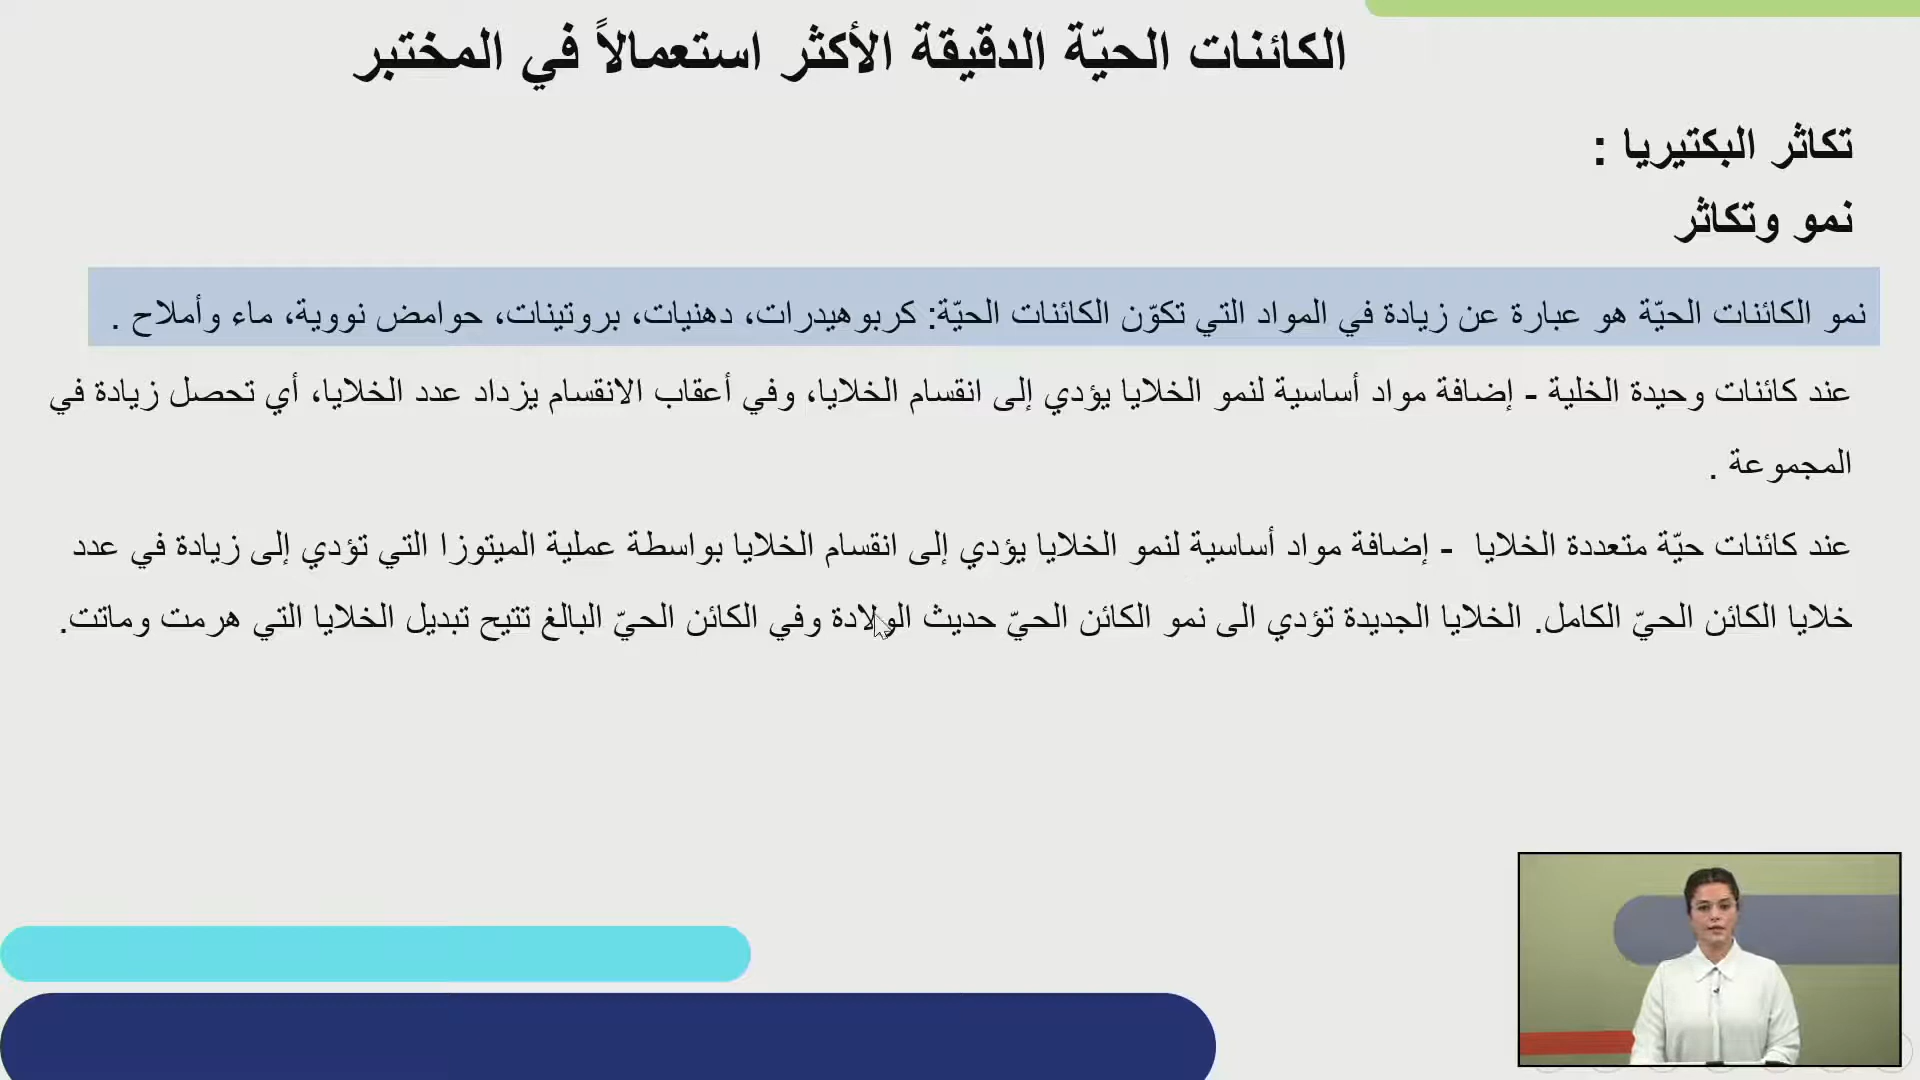 الكائنات الحيّة الدقيقة الأكثر استعمالاً في المختبر
تكاثر البكتيريا :
نمو وتكاثر
نمو الكائنات الحيّة هو عبارة عن زيادة في المواد التي تكوّن الكائنات الحيّة: كربوهيدرات، دهنيات، بروتينات، حوامض نووية، ماء وأملاح .
عند كائنات وحيدة الخلية - إضافة مواد أساسية لنمو الخلايا يؤدي إلى انقسام الخلايا، وفي أعقاب الانقسام يزداد عدد الخلايا، أي تحصل زيادة في
المجموعة .
عند كائنات حيّة متعددة الخلايا - إضافة مواد أساسية لنمو الخلايا يؤدي إلى انقسام الخلايا بواسطة عملية الميتوزا التي تؤدي إلى زيادة في عدد
خلايا الكائن الحيّ الكامل. الخلايا الجديدة تؤدي الى نمو الكائن الحيّ حديث الولادة وفي الكائن الحيّ البالغ تتيح تبديل الخلايا التي هرمت وماتت.